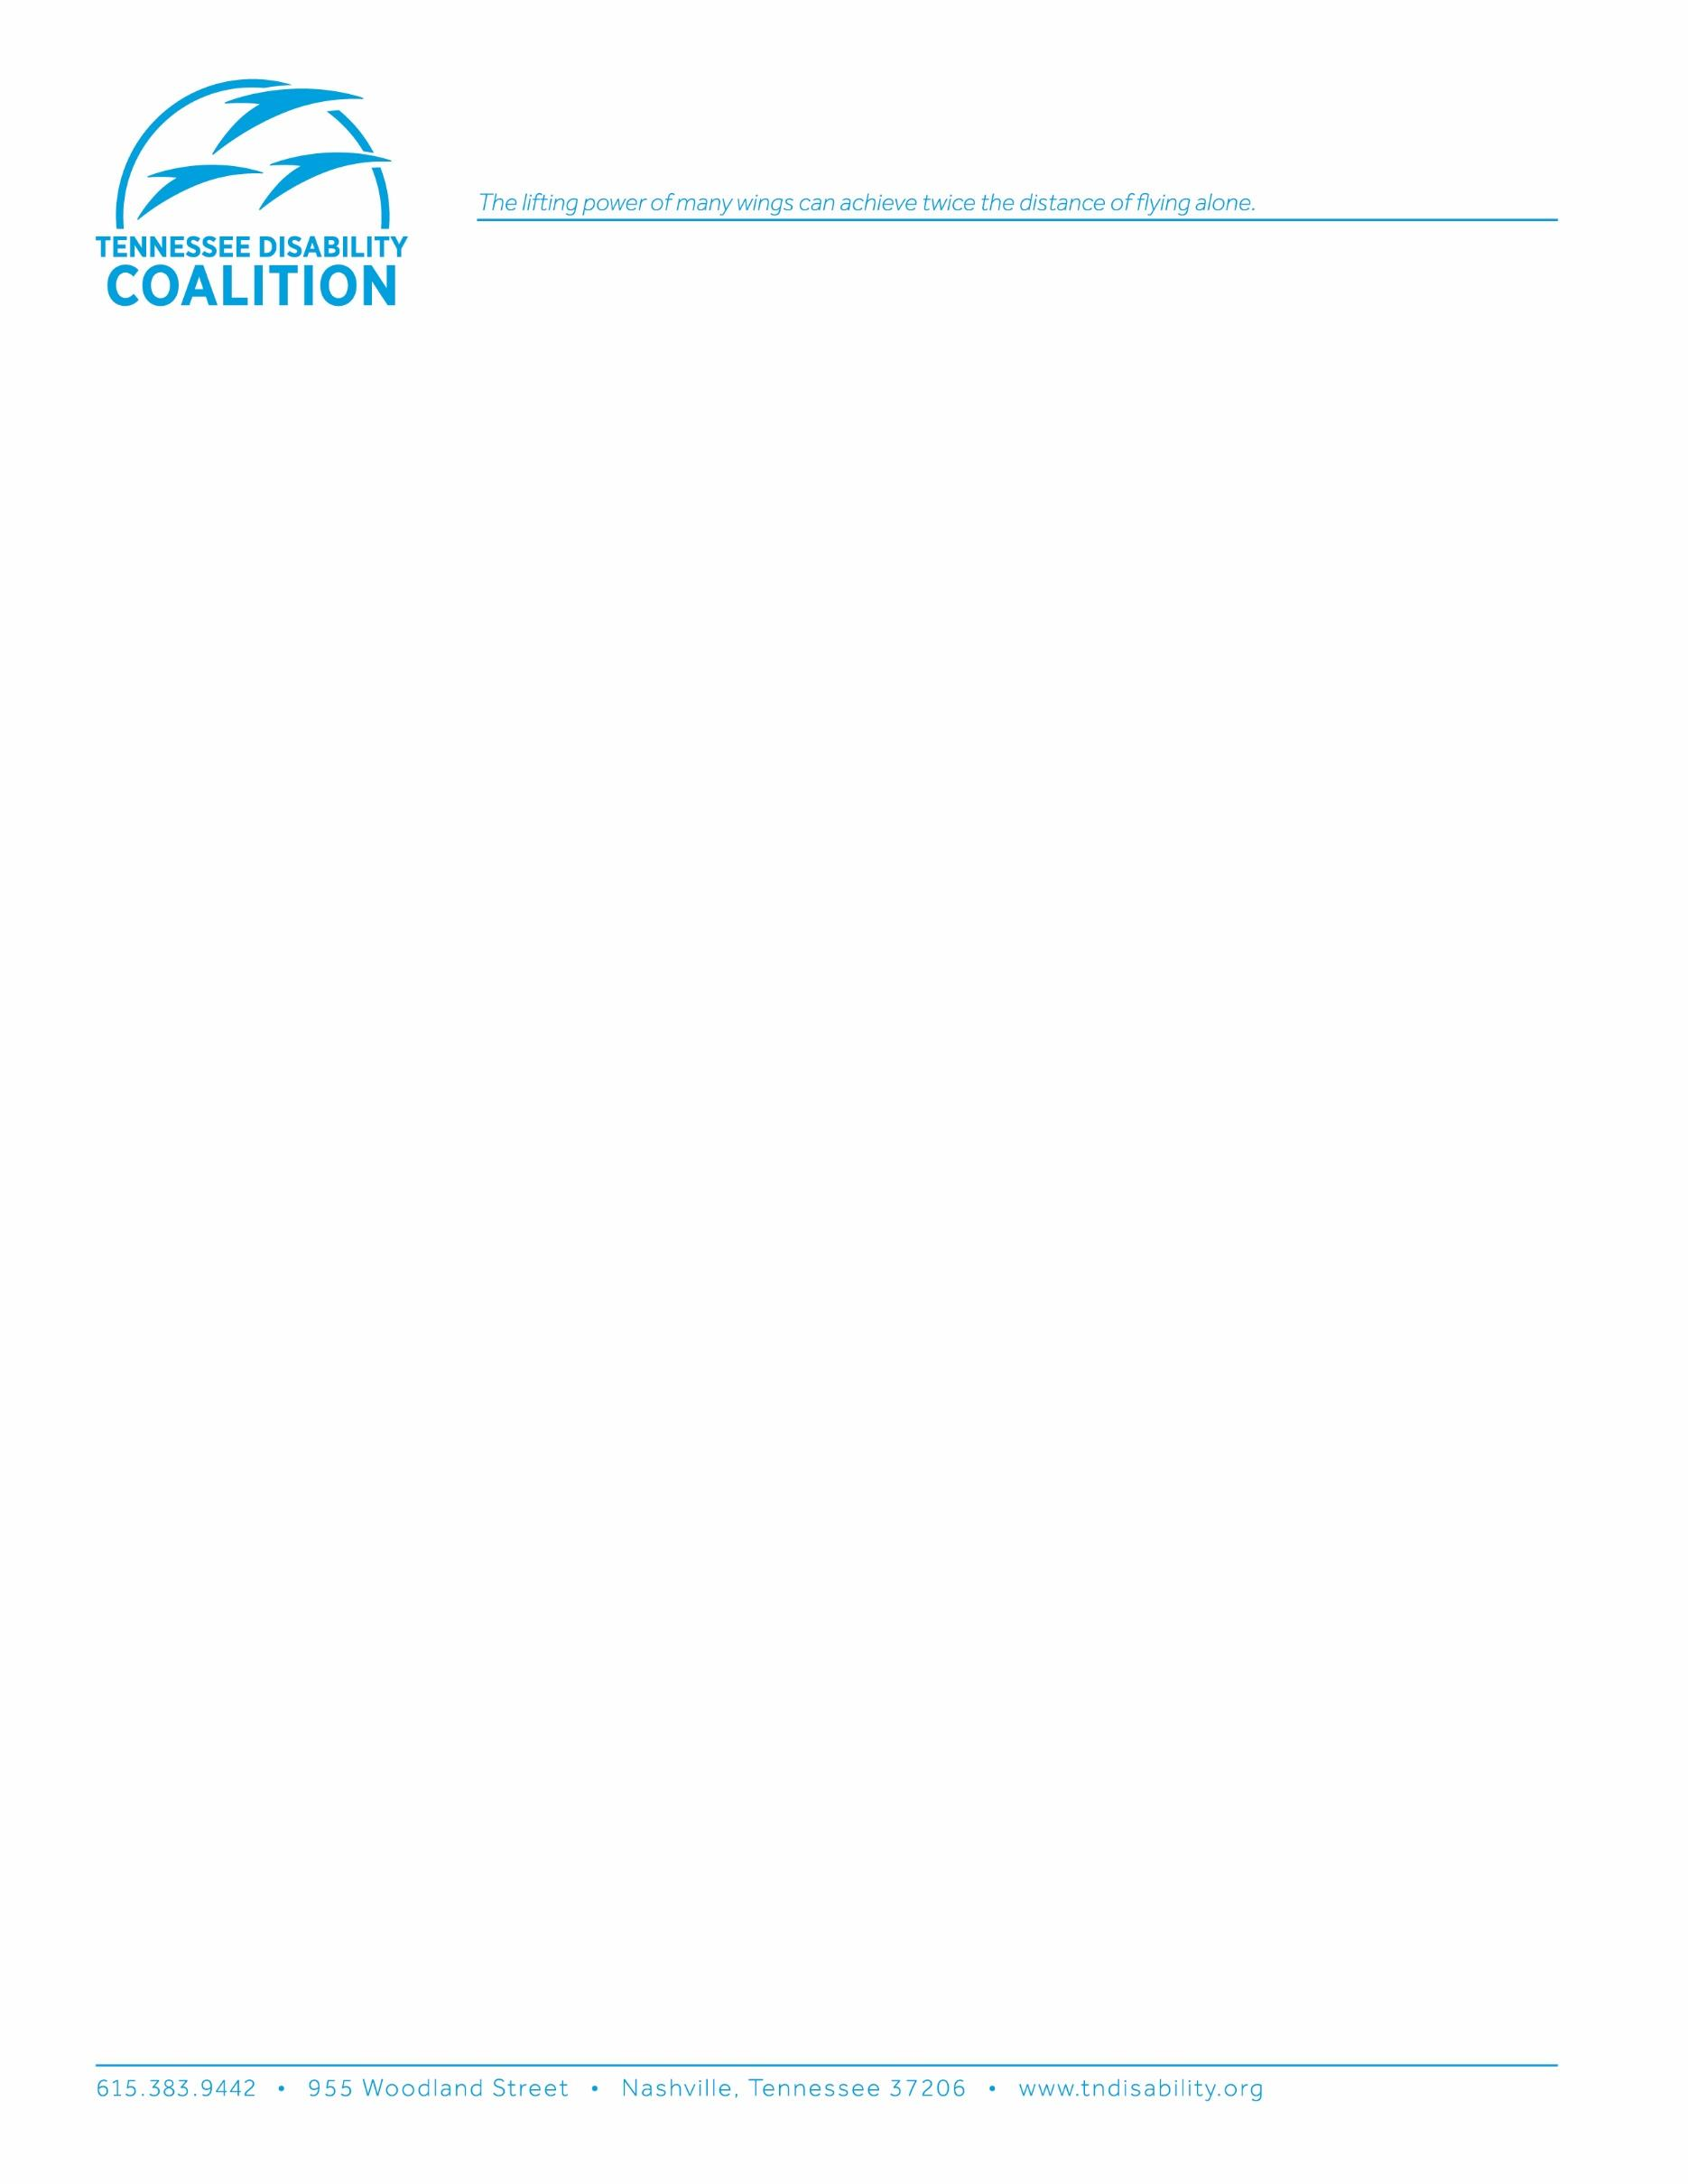 The lifting power of many wings can achieve twice the distance of flying alone.
TENNESSEE DISABILITY
COALITION
615.383.9442 • 955 Woodland Street • Nashville, Tennessee 37206 • www.tndisability.org